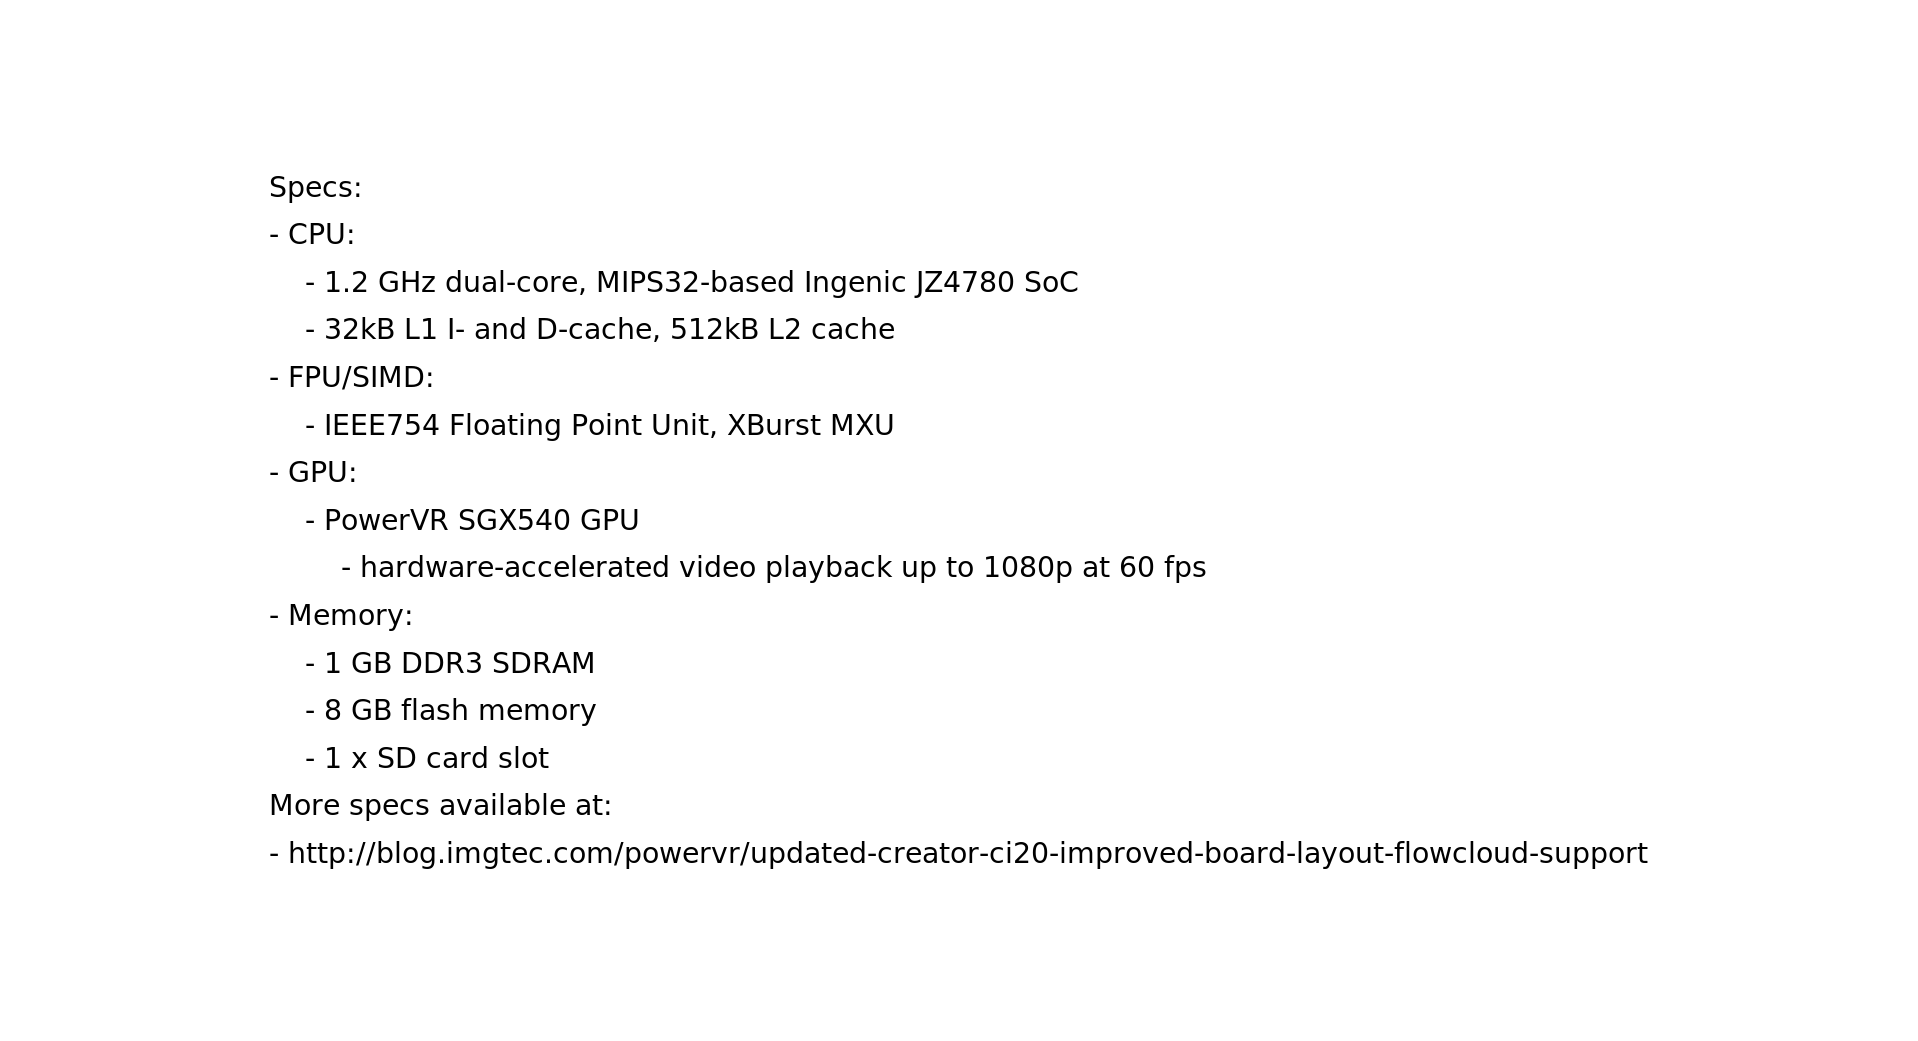 Specs:
- CPU:
- 1.2 GHz dual-core, MIPS32-based Ingenic JZ4780 SoC
- 32kB L1 I- and D-cache, 512kB L2 cache
- FPU/SIMD:
- IEEE754 Floating Point Unit, XBurst MXU
- GPU:
- PowerVR SGX540 GPU
- hardware-accelerated video playback up to 1080p at 60 fps
- Memory:
- 1 GB DDR3 SDRAM
- 8 GB flash memory
- 1 x SD card slot
More specs available at:
- http://blog.imgtec.com/powervr/updated-creator-ci20-improved-board-layout-flowcloud-support